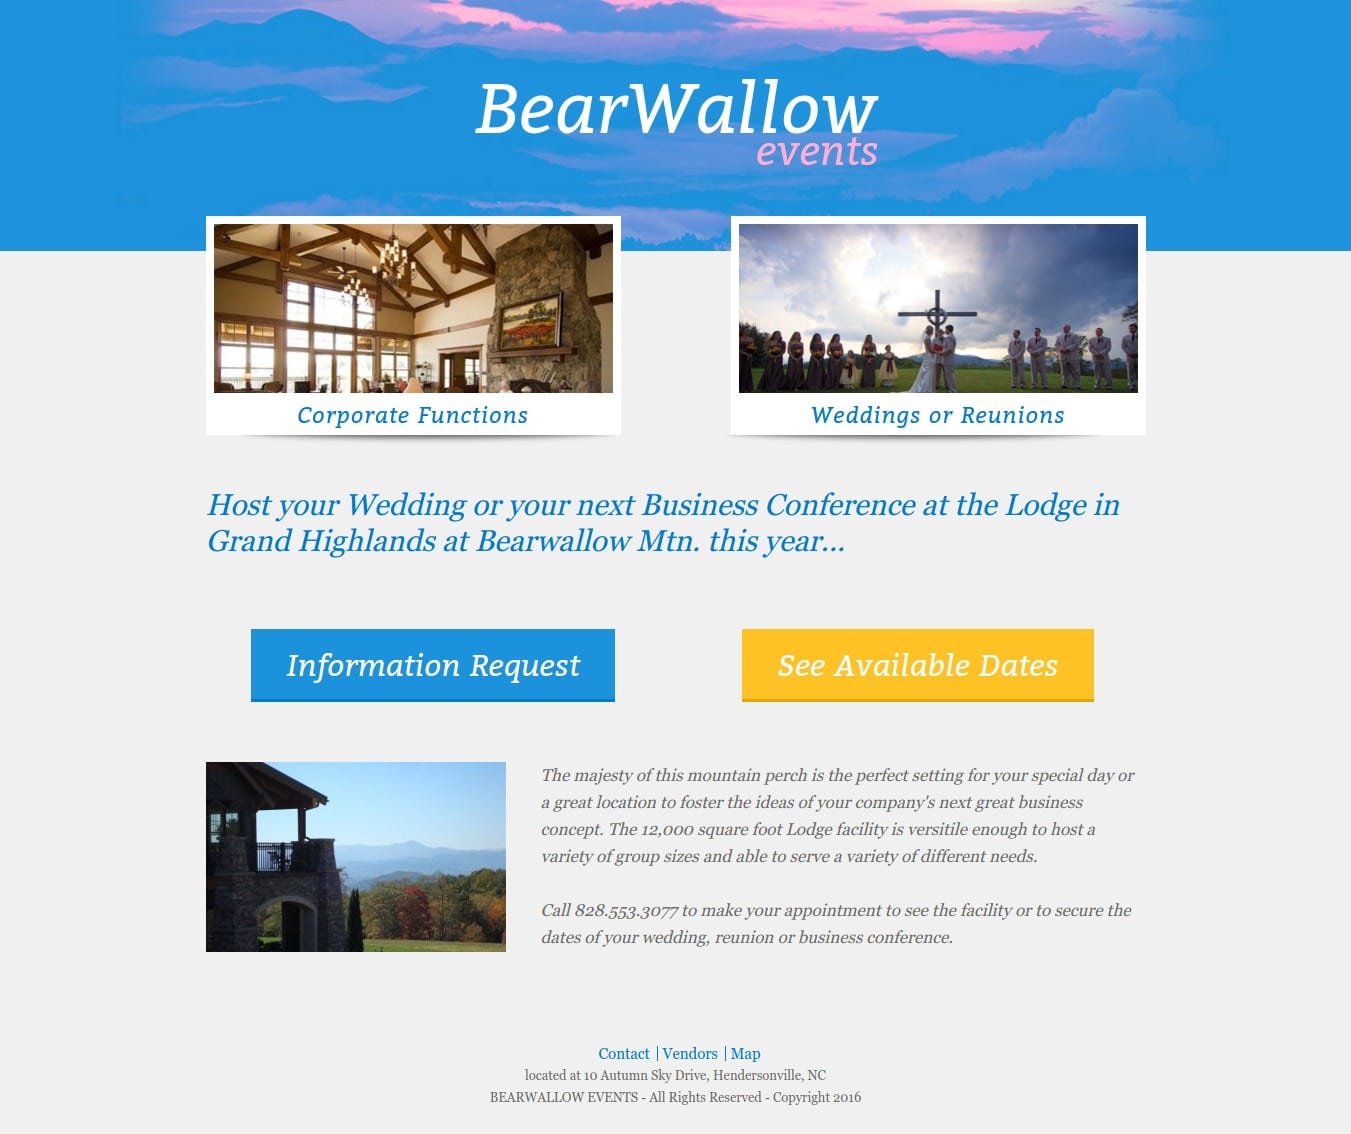 BearWallow
events
Corporate Functions
Weddings or Reunions
Host your Wedding or your next Business Conference at the Lodge in
Grand Highlands at Bearwallow Mtn. this year...
Information Request
See Available Dates
The majesty of this mountain perch is the perfect setting for your special day or
a great location to foster the ideas of your company's next great business
concept. The 12,000 square foot Lodge facility is versitile enough to host a
variety of group sizes and able to serve a variety of different needs.
Call 828.553.3077 to make your appointment to see the facility or to secure the
dates of your wedding, reunion or business conference.
Contact | Vendors | Map
located at 10 Autumn Sky Drive, Hendersonville, NC
BEARWALLOW EVENTS - All Rights Reserved - Copyright 2016